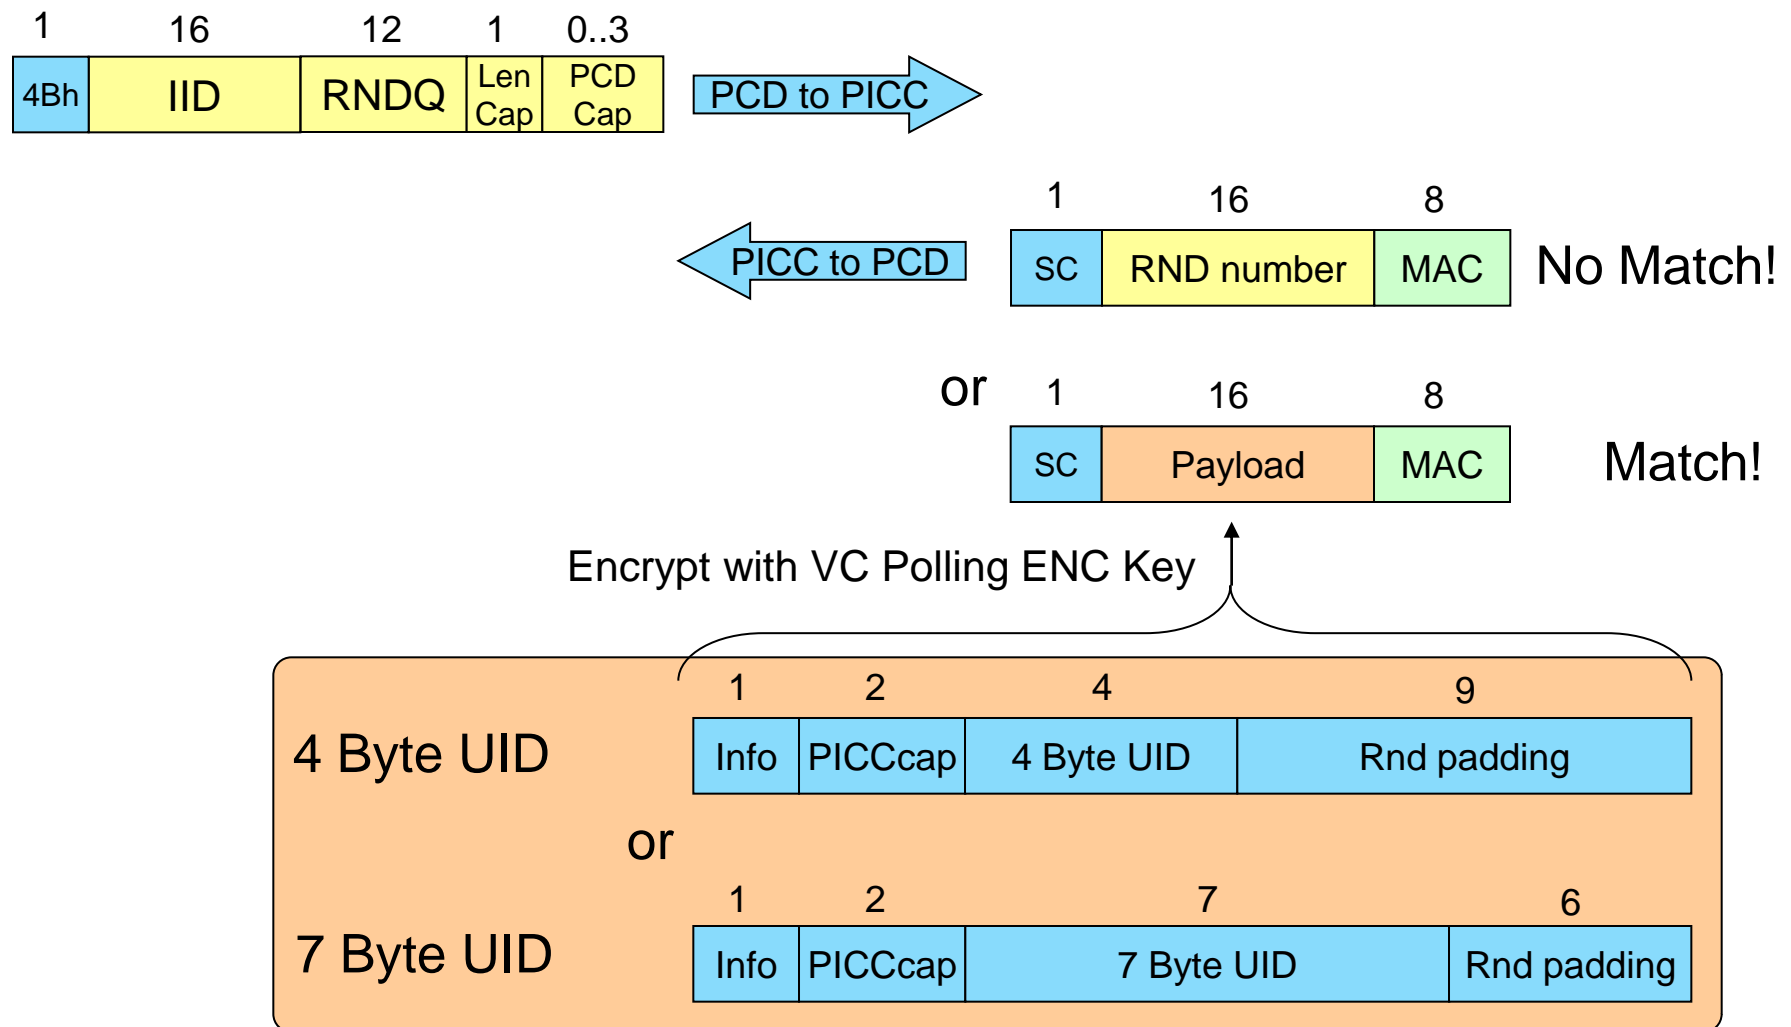 1 16 12 1 0..3
4Bh IID RNDQ Len Cap PCD Cap
PCD to PICC
1 16 8
PICC to PCD
SC RND number MAC No Match!
or
1 16 8
SC Payload MAC Match!
Encrypt with VC Polling ENC Key
1 2 4 9
4 Byte UID Info PICCcap 4 Byte UID Rnd padding
or
1 2 7 6
7 Byte UID Info PICCcap 7 Byte UID Rnd padding